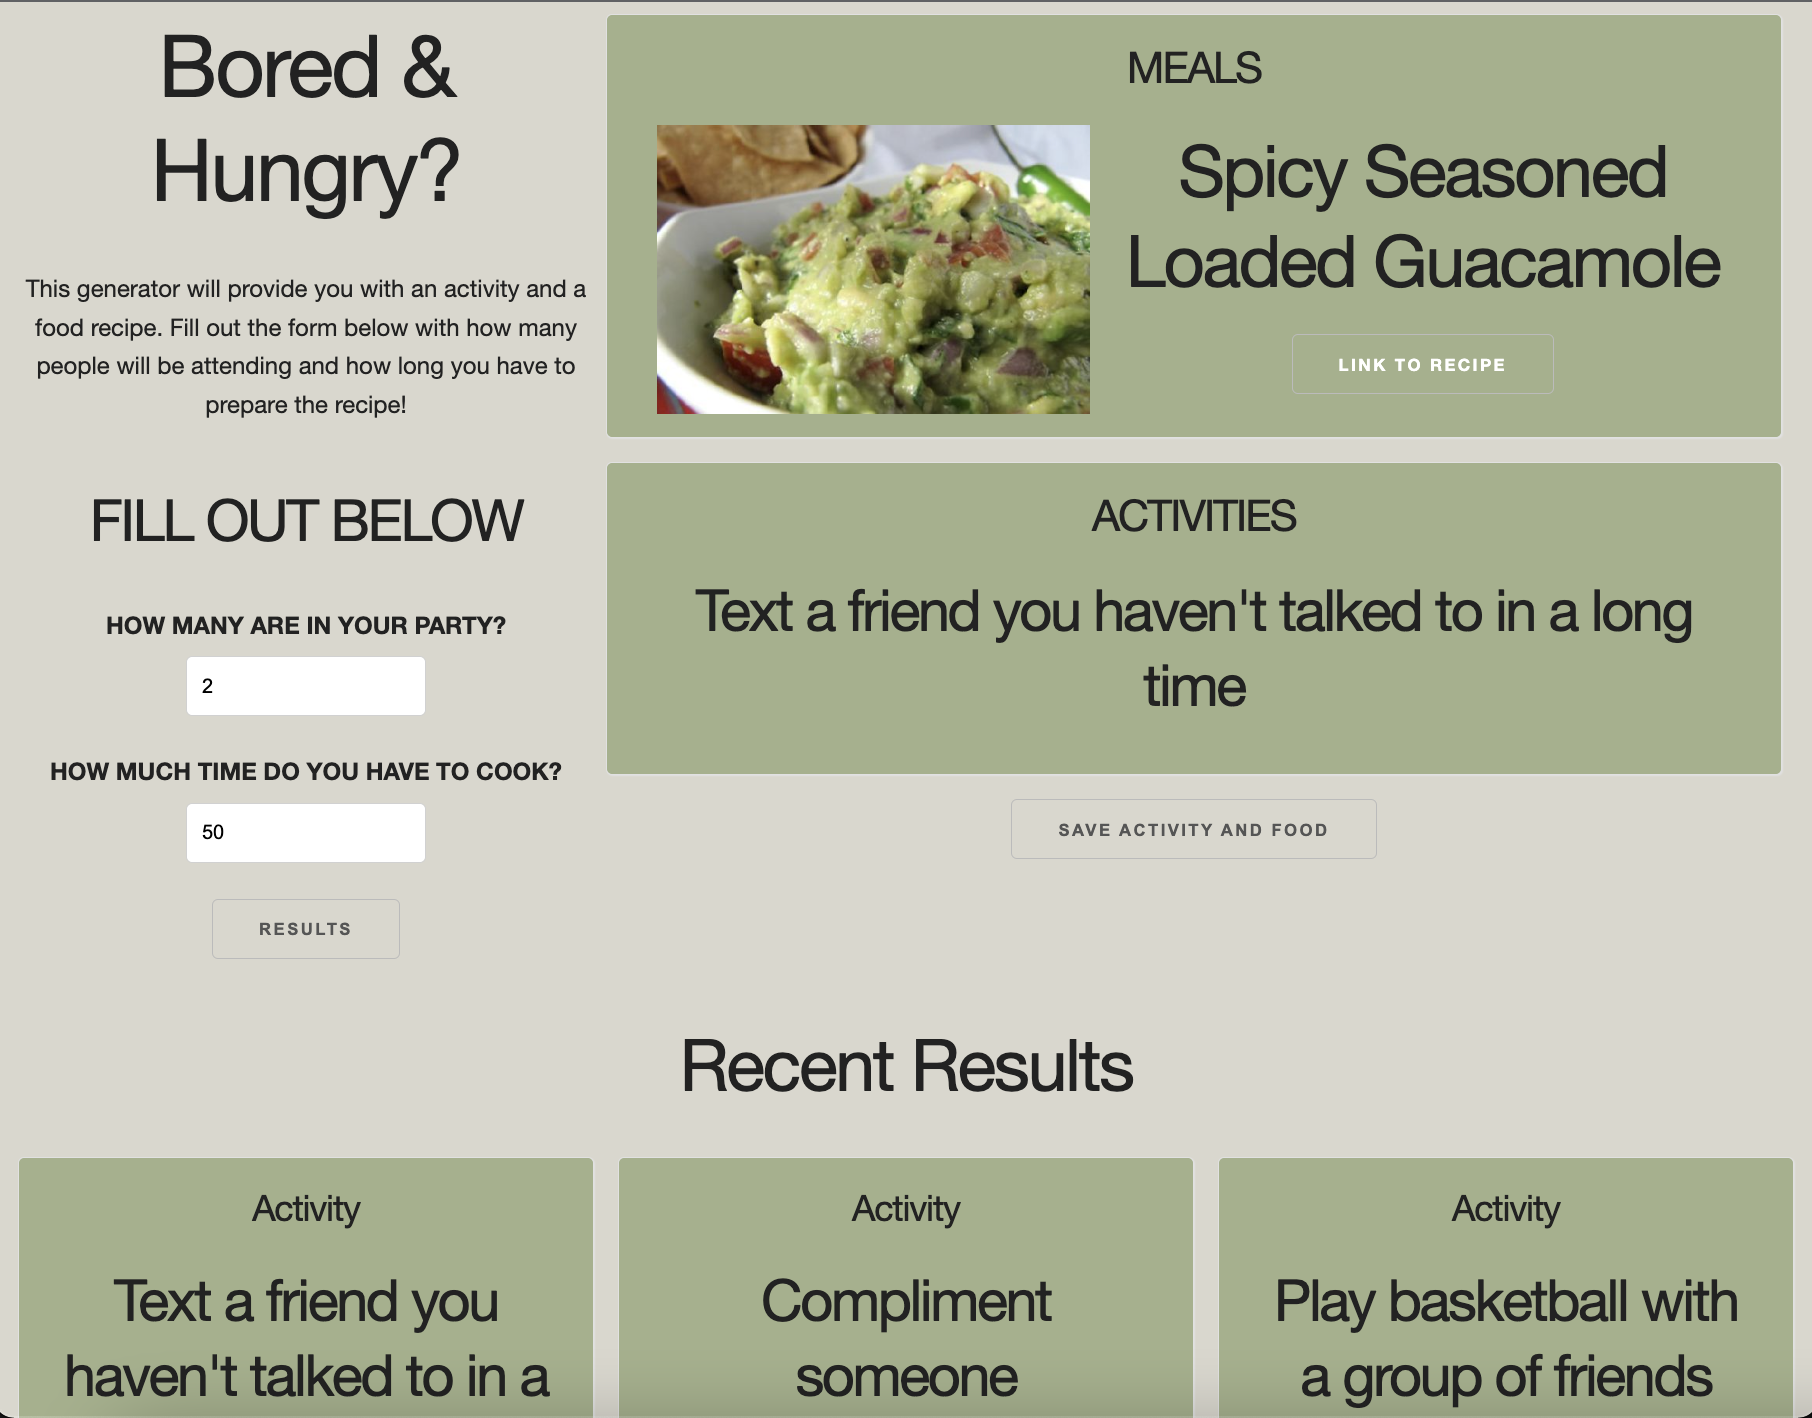 Bored &
Hungry?
This generator will provide you with an activity and a
food recipe. Fill out the form below with how many
people will be attending and how long you have to
prepare the recipe!
FILL OUT BELOW
HOW MANY ARE IN YOUR PARTY?
2
HOW MUCH TIME DO YOU HAVE TO COOK?
50
RESULTS
MEALS
Spicy Seasoned
Loaded Guacamole
LINK TO RECIPE
ACTIVITIES
Text a friend you haven't talked to in a long
time
SAVE ACTIVITY AND FOOD
Recent Results
Activity
Text a friend you
haven't talked to in a
Activity
Compliment
someone
Activity
Play basketball with
a group of friends